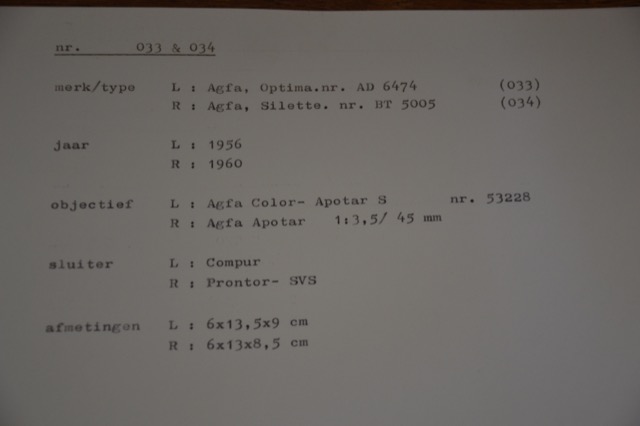 nr. 033 & 034
merk/type L : Agfa, Optima.nr. AD 6474 (033)
R : Agfa, Silette. nr. BT 5005 (034)
jaar L : 1956
R : 1960
objectief L : Agfa Color- Apotar S nr. 53228
R : Agfa Apotar 1:3,5/ 45 mm
sluiter L : Compur
R : Prontor- SVS
afmetingen L : 6x13,5x9 cm
R : 6x13x8,5 cm